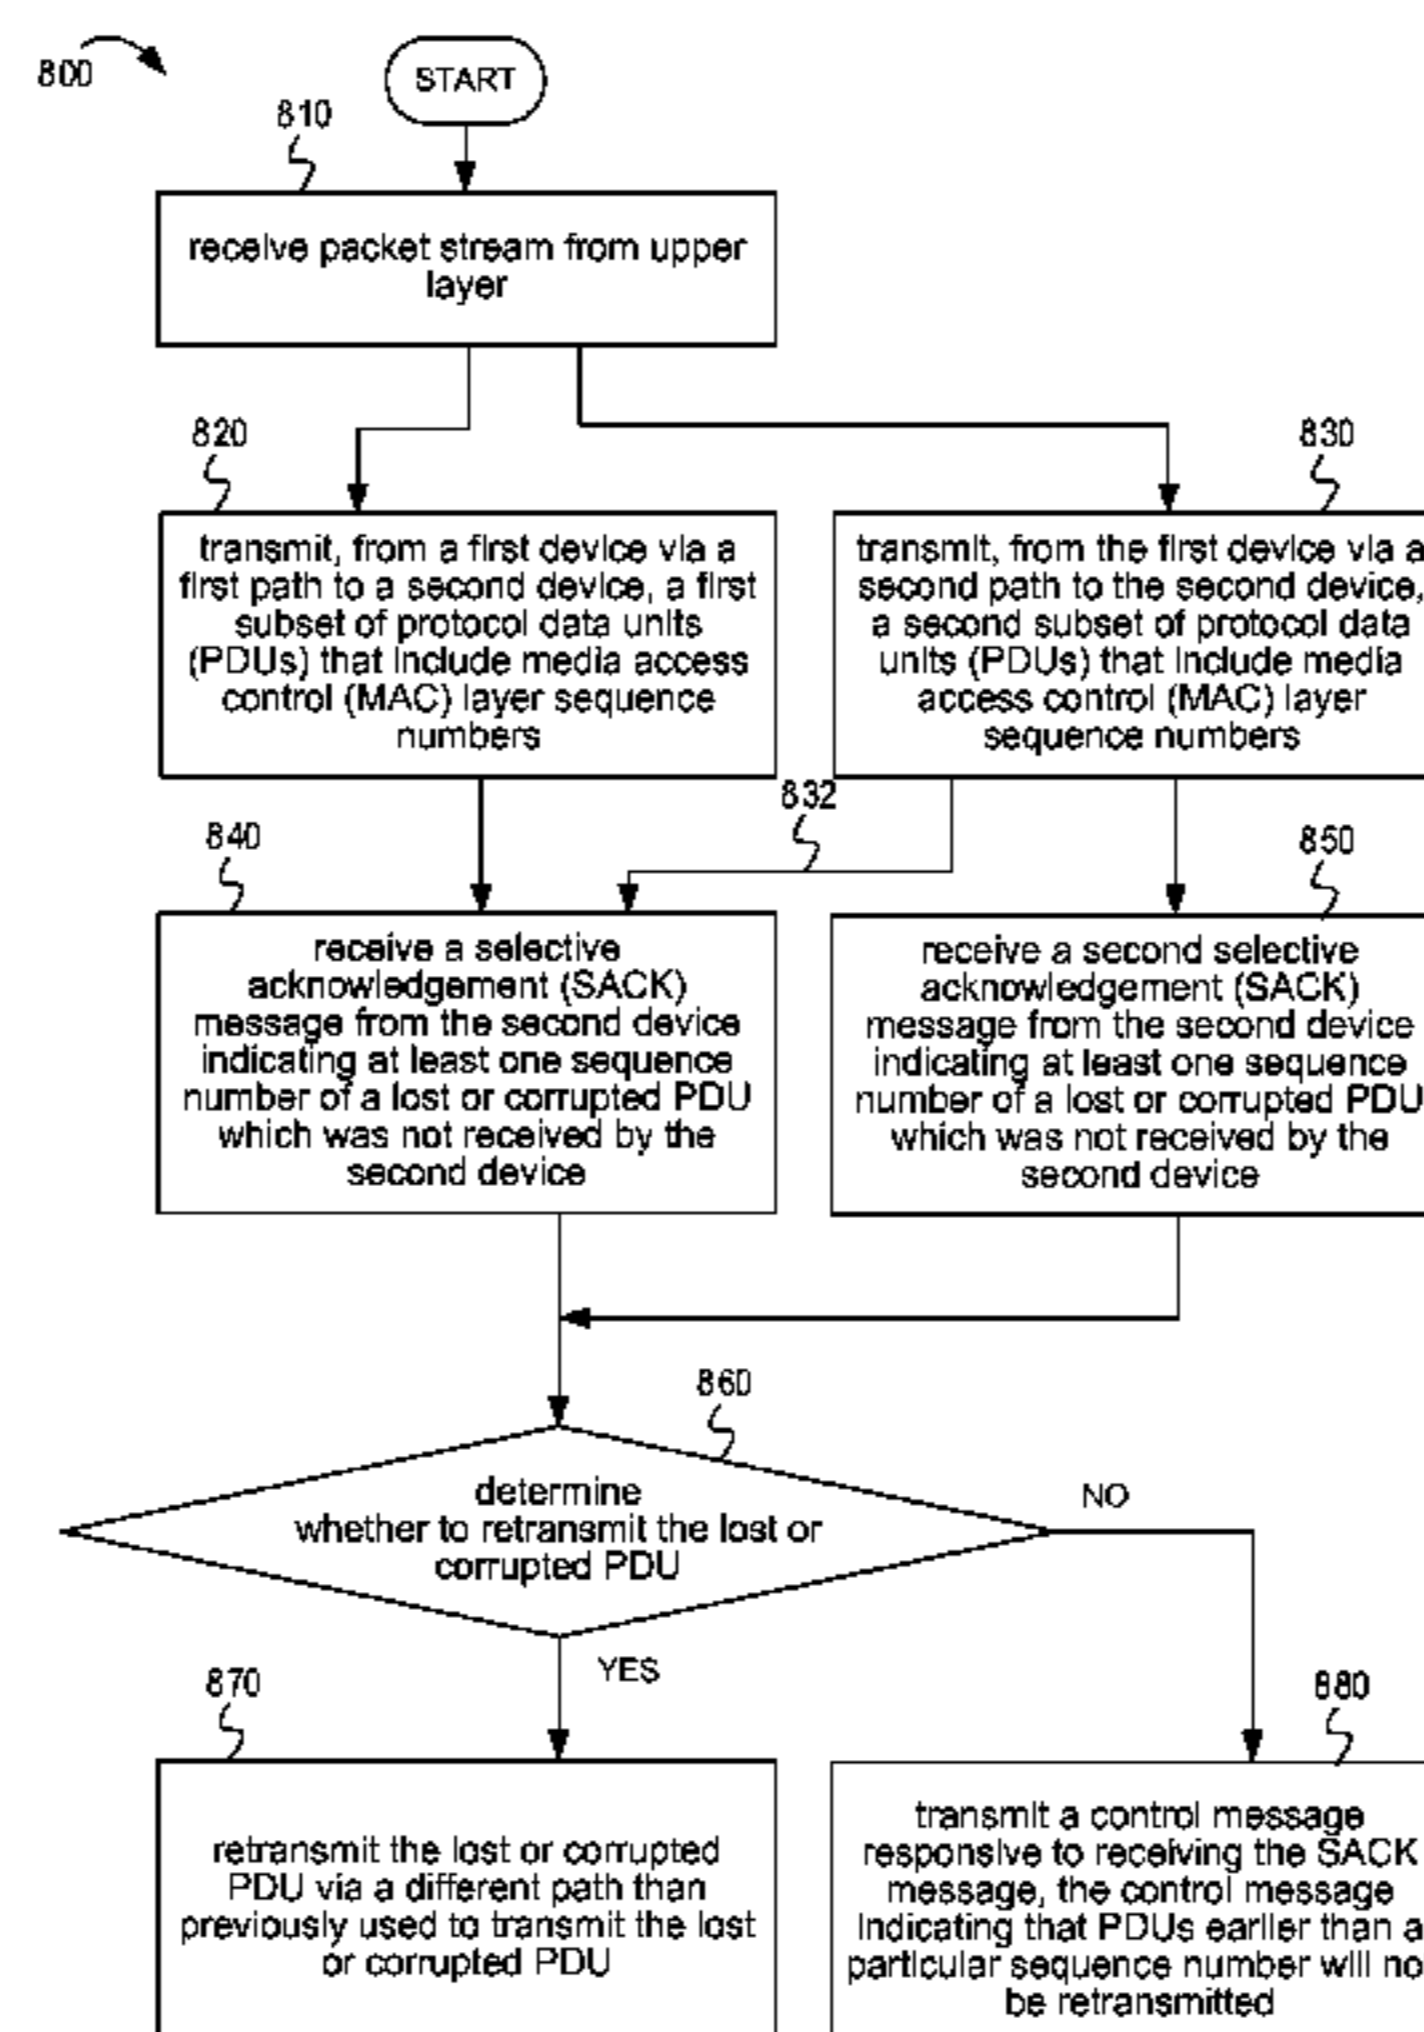 800
START
810
receive packet stream from upper
layer
820
830
transmit, from a first device via a
first path to a second device, a first
subset of protocol data units
(PDUs) that include media access
control (MAC) layer sequence
numbers
transmit, from the first device via a
second path to the second device,
a second subset of protocol data
units (PDUs) that include media
access control (MAC) layer
sequence numbers
832
840
850
receive a selective
acknowledgement (SACK)
message from the second device
indicating at least one sequence
number of a lost or corrupted PDU
which was not received by the
second device
receive a second selective
acknowledgement (SACK)
message from the second device
indicating at least one sequence
number of a lost or corrupted PDU
which was not received by the
second device
860
determine
whether to retransmit the lost or
corrupted PDU
NO
YES
870
880
retransmit the lost or corrupted
PDU via a different path than
previously used to transmit the lost
or corrupted PDU
transmit a control message
responsive to receiving the SACK
message, the control message
indicating that PDUs earlier than a
particular sequence number will no
be retransmitted